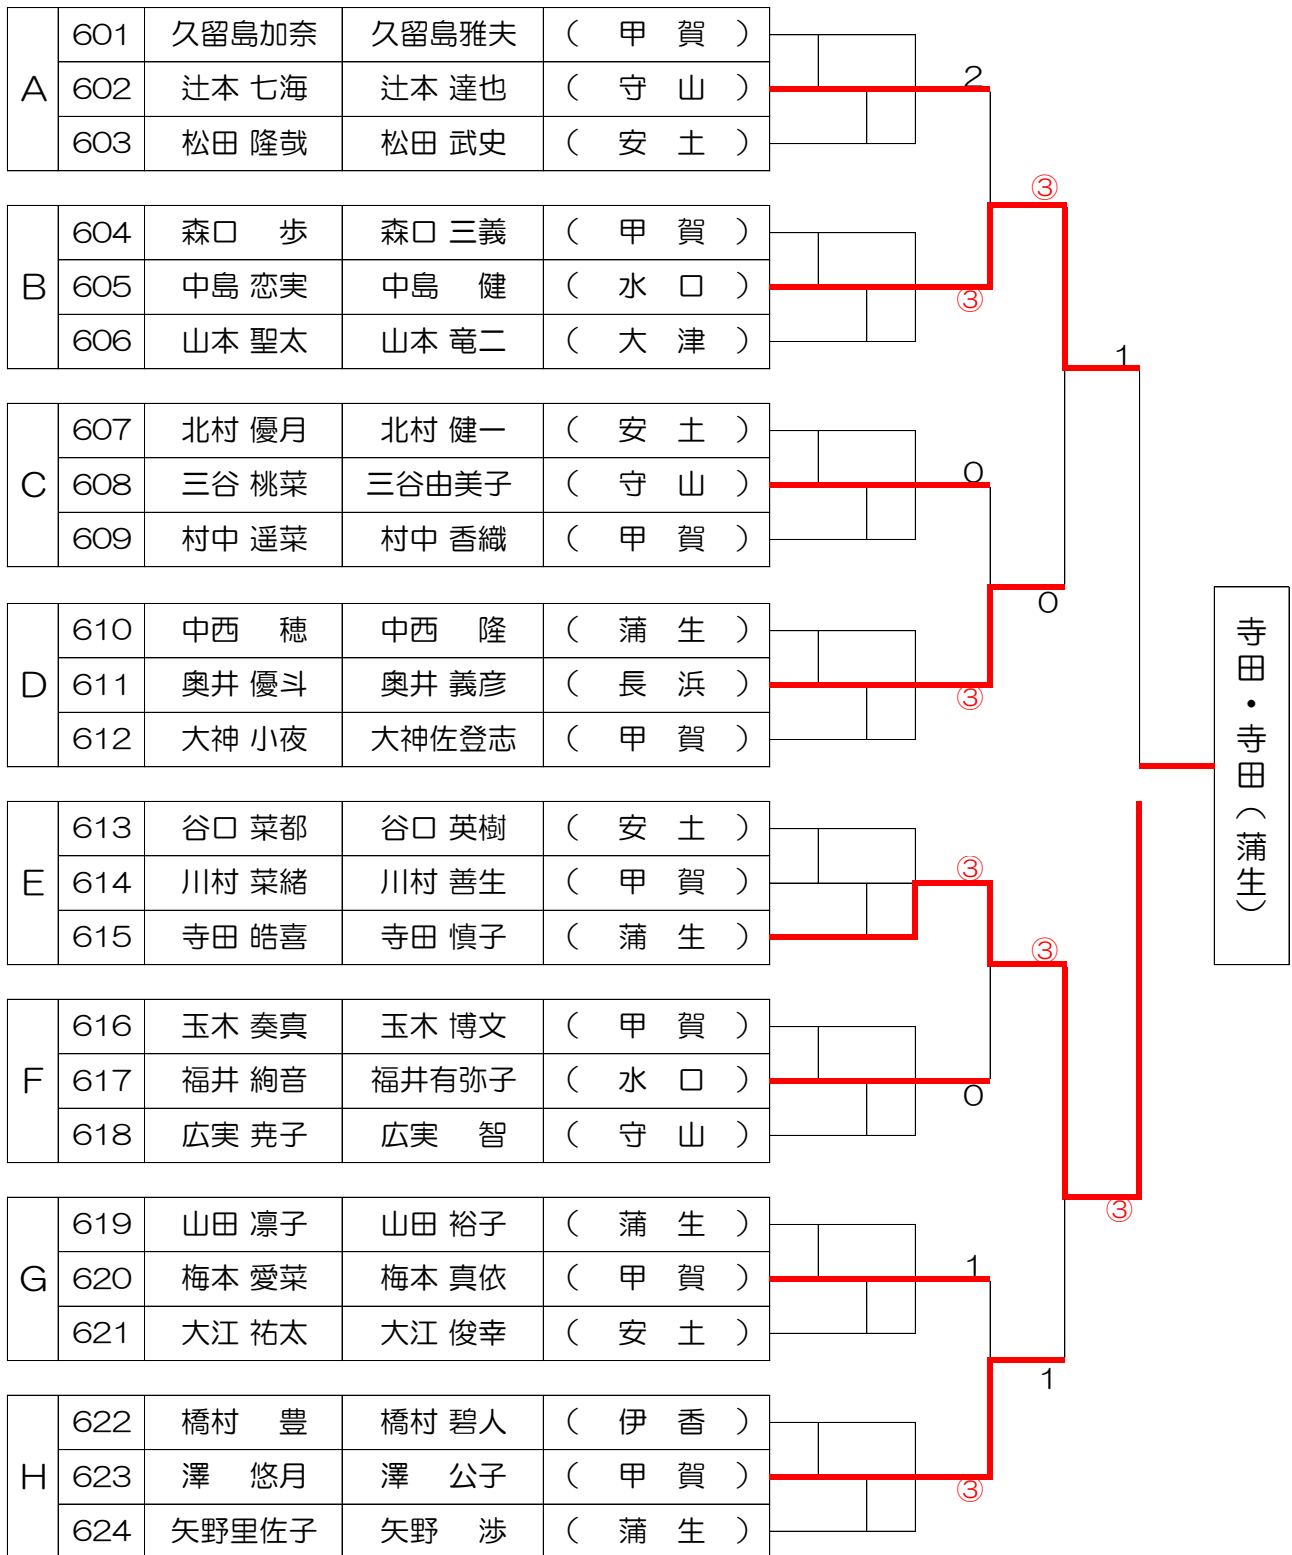 A
601 久留島加奈 久留島雅夫 （ 甲 賀 ）
602 辻本 七海 辻本 達也 （ 守 山 ） 2
603 松田 隆哉 松田 武史 （ 安 土 ）
③
B
604 森口 歩 森口 三義 （ 甲 賀 ）
605 中島 恋実 中島 健 （ 水 口 ） ③
606 山本 聖太 山本 竜二 （ 大 津 ）
1
C
607 北村 優月 北村 健一 （ 安 土 ）
608 三谷 桃菜 三谷由美子 （ 守 山 ） 0
609 村中 遥菜 村中 香織 （ 甲 賀 ）
0
D
610 中西 穂 中西 隆 （ 蒲 生 ）
611 奥井 優斗 奥井 義彦 （ 長 浜 ） ③
612 大神 小夜 大神佐登志 （ 甲 賀 ）
寺田・寺田（蒲生）
E
613 谷口 菜都 谷口 英樹 （ 安 土 ）
614 川村 菜緒 川村 善生 （ 甲 賀 ） ③
615 寺田 皓喜 寺田 慎子 （ 蒲 生 ）
③
F
616 玉木 奏真 玉木 博文 （ 甲 賀 ）
617 福井 絢音 福井有弥子 （ 水 口 ） 0
618 広実 尭子 広実 智 （ 守 山 ）
③
G
619 山田 凛子 山田 裕子 （ 蒲 生 ）
620 梅本 愛菜 梅本 真依 （ 甲 賀 ） 1
621 大江 祐太 大江 俊幸 （ 安 土 ）
1
H
622 橋村 豊 橋村 碧人 （ 伊 香 ）
623 澤 悠月 澤 公子 （ 甲 賀 ） ③
624 矢野里佐子 矢野 渉 （ 蒲 生 ）